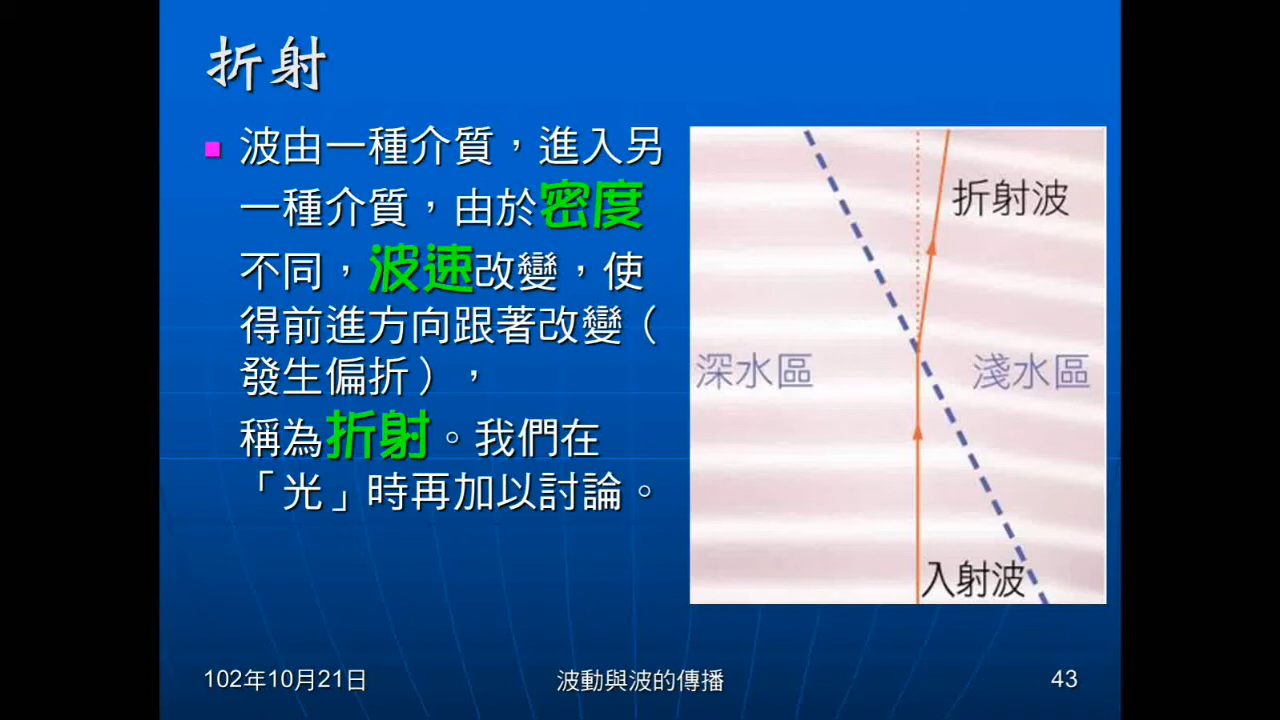 折射
波由一種介質，進入另
一種介質，由於密度
不同，波速改變，使
得前進方向跟著改變（
發生偏折），
稱為折射。我們在
「光」時再加以討論。
折射波
深水區
淺水區
入射波
102年10月21日
波動與波的傳播
43